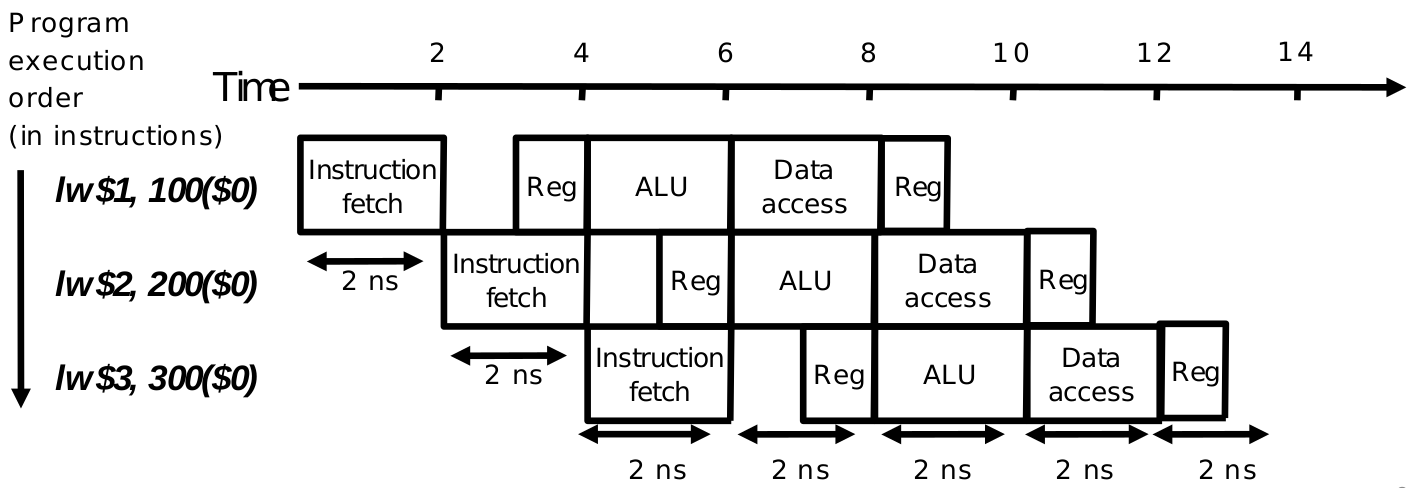 Program
execution
order
(in instructions)
Time
2 4 6 8 10 12 14
lw $1, 100($0)
Instruction
fetch
Reg
ALU
Data
access
Reg
2 ns
lw $2, 200($0)
Instruction
fetch
Reg
ALU
Data
access
Reg
2 ns
lw $3, 300($0)
Instruction
fetch
Reg
ALU
Data
access
Reg
2 ns 2 ns 2 ns 2 ns 2 ns